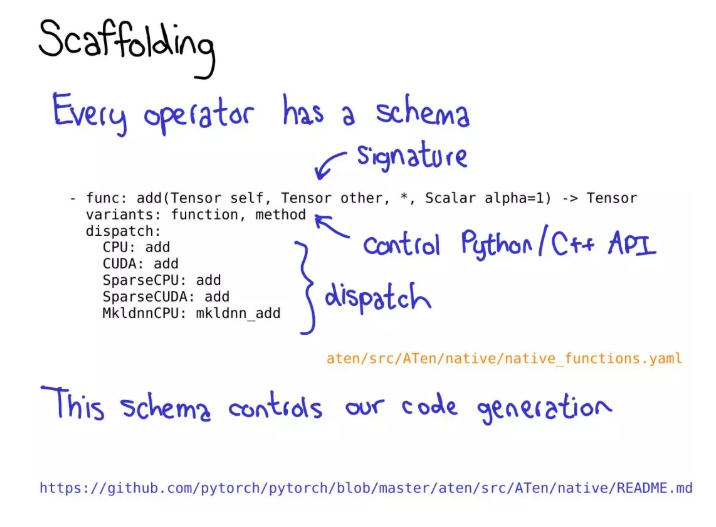 Scaffolding
Every operator has a schema
signature
- func: add(Tensor self, Tensor other, *, Scalar alpha=1) -> Tensor
variants: function, method
dispatch:
CPU: add
CUDA: add
SparseCPU: add
SparseCUDA: add
MkldnnCPU: mkldnn_add
control Python/C++ API
dispatch
aten/src/ATen/native/native_functions.yaml
This schema controls our code generation
https://github.com/pytorch/pytorch/blob/master/aten/src/ATen/native/README.md